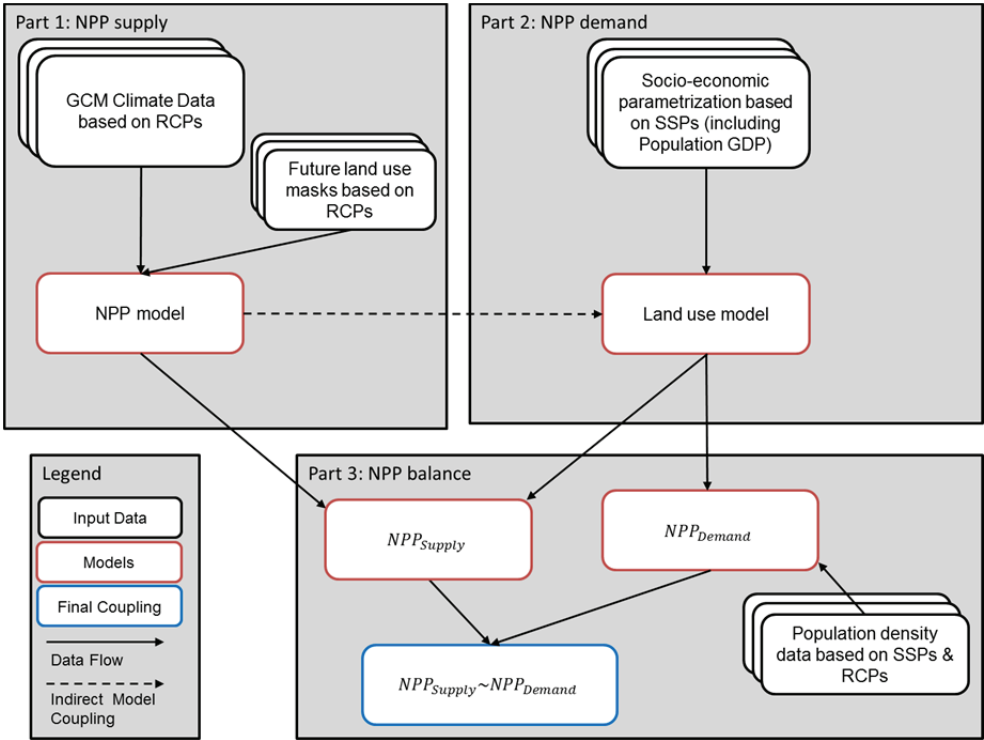 Part 1: NPP supply
GCM Climate Data
based on RCPs
Future land use
masks based on
RCPs
NPP model
Part 2: NPP demand
Socio-economic
parametrization based
on SSPs (including
Population GDP)
Land use model
Legend
Input Data
Models
Final Coupling
Data Flow
Indirect Model
Coupling
Part 3: NPP balance
NPP_Supply
NPP_Demand
Population density
data based on SSPs &
RCPs
NPP_Supply~NPP_Demand